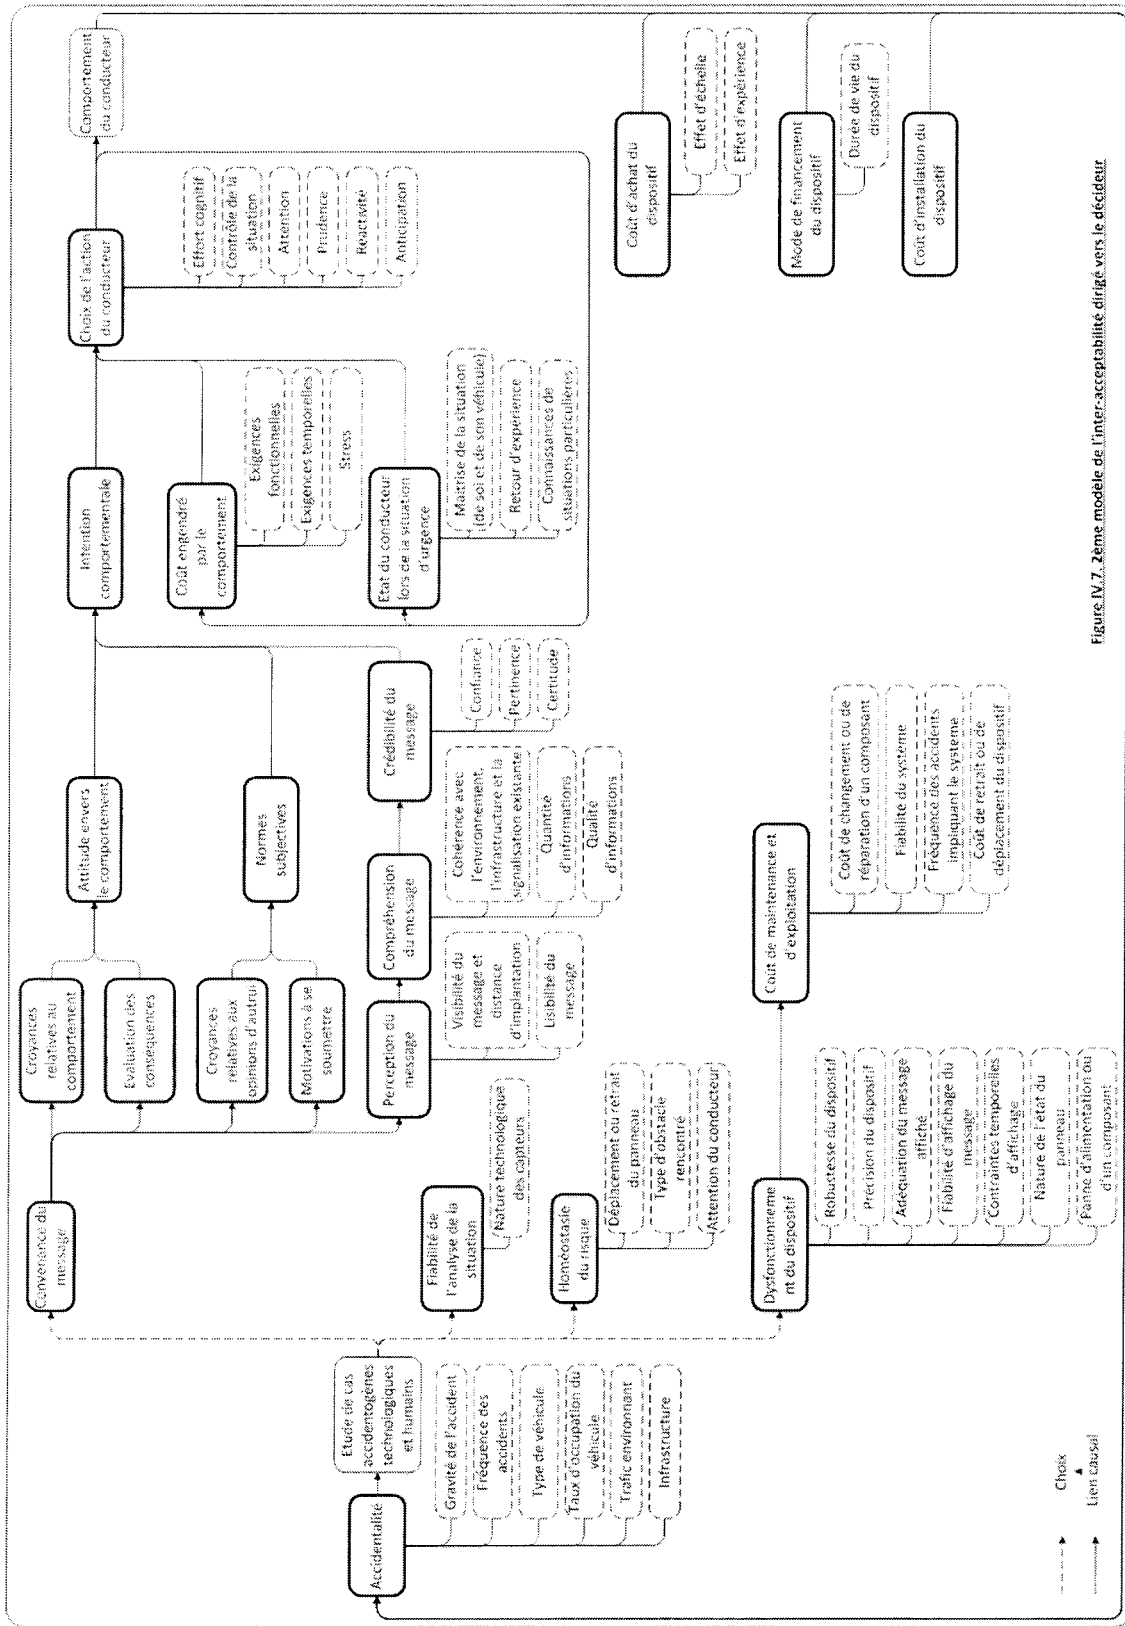 Accidentalité
Gravité de l'accident
Fréquence des
accidents
Type de véhicule
Taux d'occupation du
véhicule
Trafic environnant
Infrastructure
Etude de cas
accidentogènes
technologiques
et humains
Convenance du
message
Croyances
relatives au
comportement
Evaluation des
consequences
Croyances
relatives aux
opinions d'autrui
Motivations à se
soumettre
Attitude envers
le comportement
Normes
subjectives
Perception du
message
Visibilité du
message et
distance
d'implantation
Lisibilité du
message
Compréhension
du message
Cohérence avec
l'environnement,
l'infrastructure et la
signalisation existante
Quantité
d'informations
Qualité
d'informations
Crédibilité du
message
Confiance
Pertinence
Certitude
Intention
comportementale
Coût engendré
par le
comportement
Exigences
fonctionnelles
Exigences temporelles
Stress
Etat du conducteur
lors de la situation
d'urgence
Maitrise de la situation
(de soi et de son véhicule)
Retour d'expérience
Connaissances de
situations particulières
Choix de l'action
du conducteur
Effort cognitif
Contrôle de la
situation
Attention
Prudence
Réactivité
Anticipation
Comportement
du conducteur
Fiabilité de
l'analyse de la
situation
Nature technologique
des capteurs
Homéostasie
du risque
Déplacement ou retrait
du panneau
Type d'obstacle
rencontré
Attention du conducteur
Dysfonctionneme
nt du dispositif
Robustesse du dispositif
Précision du dispositif
Adéquation du message
affiché
Fiabilité d'affichage du
message
Contraintes temporelles
d'affichage
Nature de l'état du
panneau
Panne d'alimentation ou
d'un composant
Coût de maintenance et
d'exploitation
Coût de changement ou de
réparation d'un composant
Fiabilité du système
Fréquence des accidents
impliquant le système
Coût de retrait ou de
déplacement du dispositif
Coût d'achat du
dispositif
Effet d'échelle
Effet d'expérience
Mode de financement
du dispositif
Durée de vie du
dispositif
Coût d'installation du
dispositif
Choix
Lien causal
Figure IV.7. 2ème modèle de l'inter-acceptabilité dirigé vers le décideur